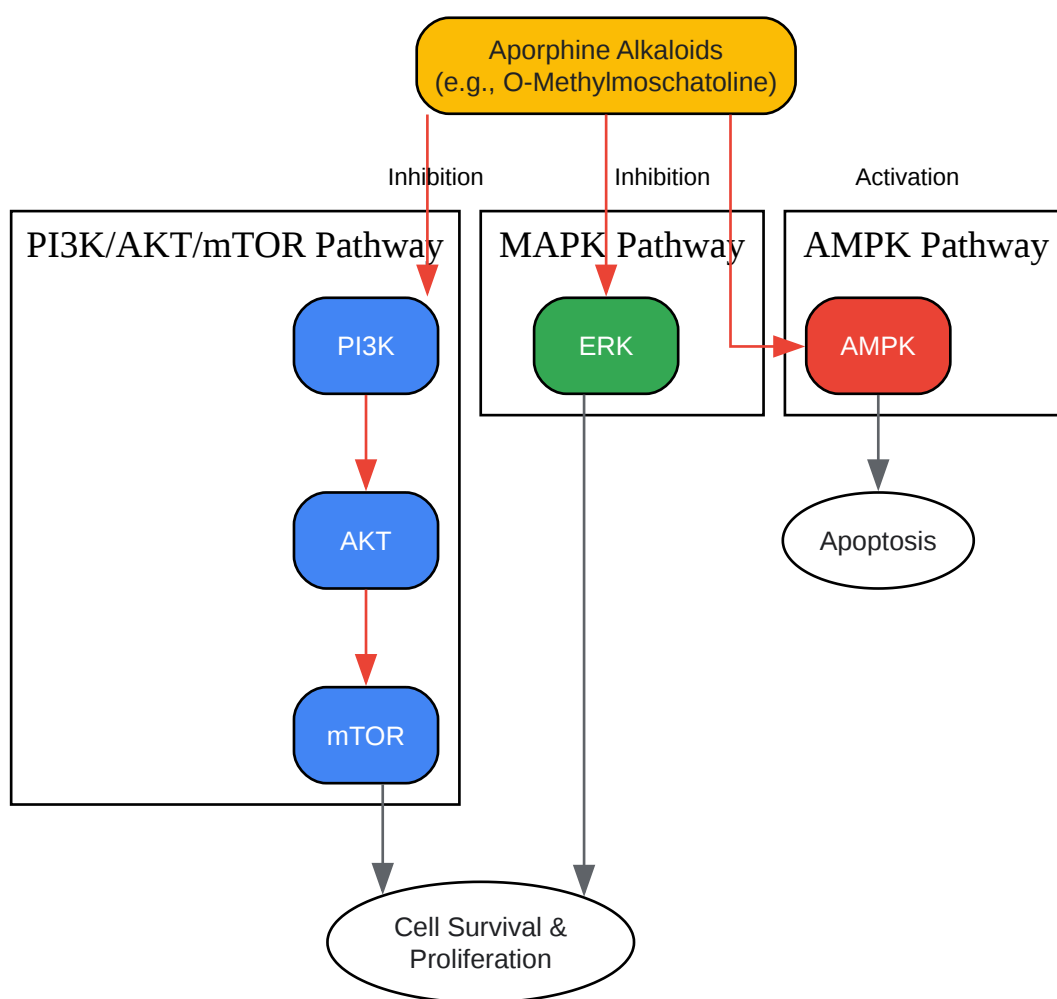 Aporphine Alkaloids
(e.g., O-Methylmoschatoline)
Inhibition
Inhibition
Activation
PI3K/AKT/mTOR Pathway
MAPK Pathway
AMPK Pathway
PI3K
ERK
AMPK
AKT
Apoptosis
mTOR
Cell Survival &
Proliferation